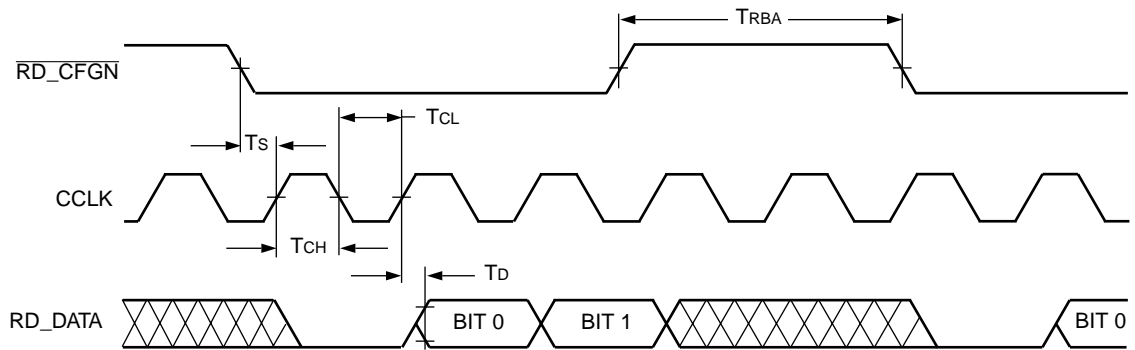 TRBA
RD_CFGN
TCL
TS
CCLK
TCH
TD
RD_DATA
BIT 0
BIT 1
BIT 0